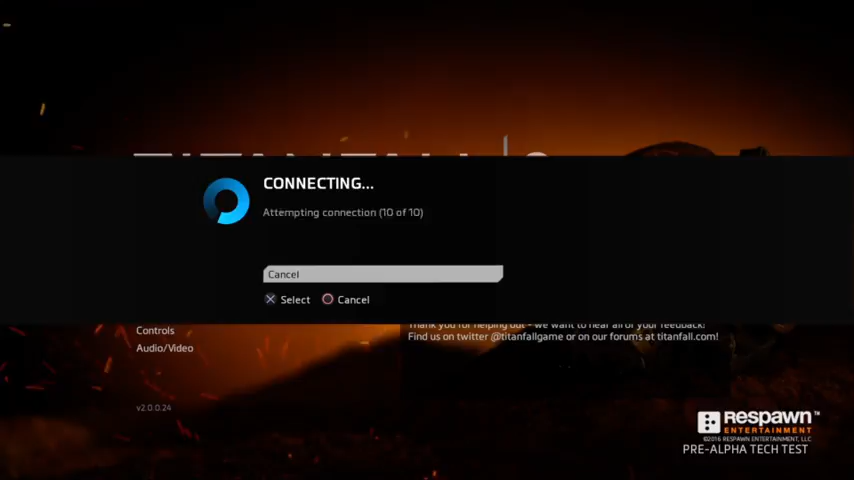 CONNECTING...
Attempting connection (10 of 10)
Cancel
Select
Cancel
Controls
Audio/Video
Thank you for helping out - we want to hear all of your feedback!
Find us on twitter @titanfallgame or on our forums at titanfall.com!
v2.0.0.24
RESPAWN™
ENTERTAINMENT
©2016 RESPAWN ENTERTAINMENT, LLC
PRE-ALPHA TECH TEST